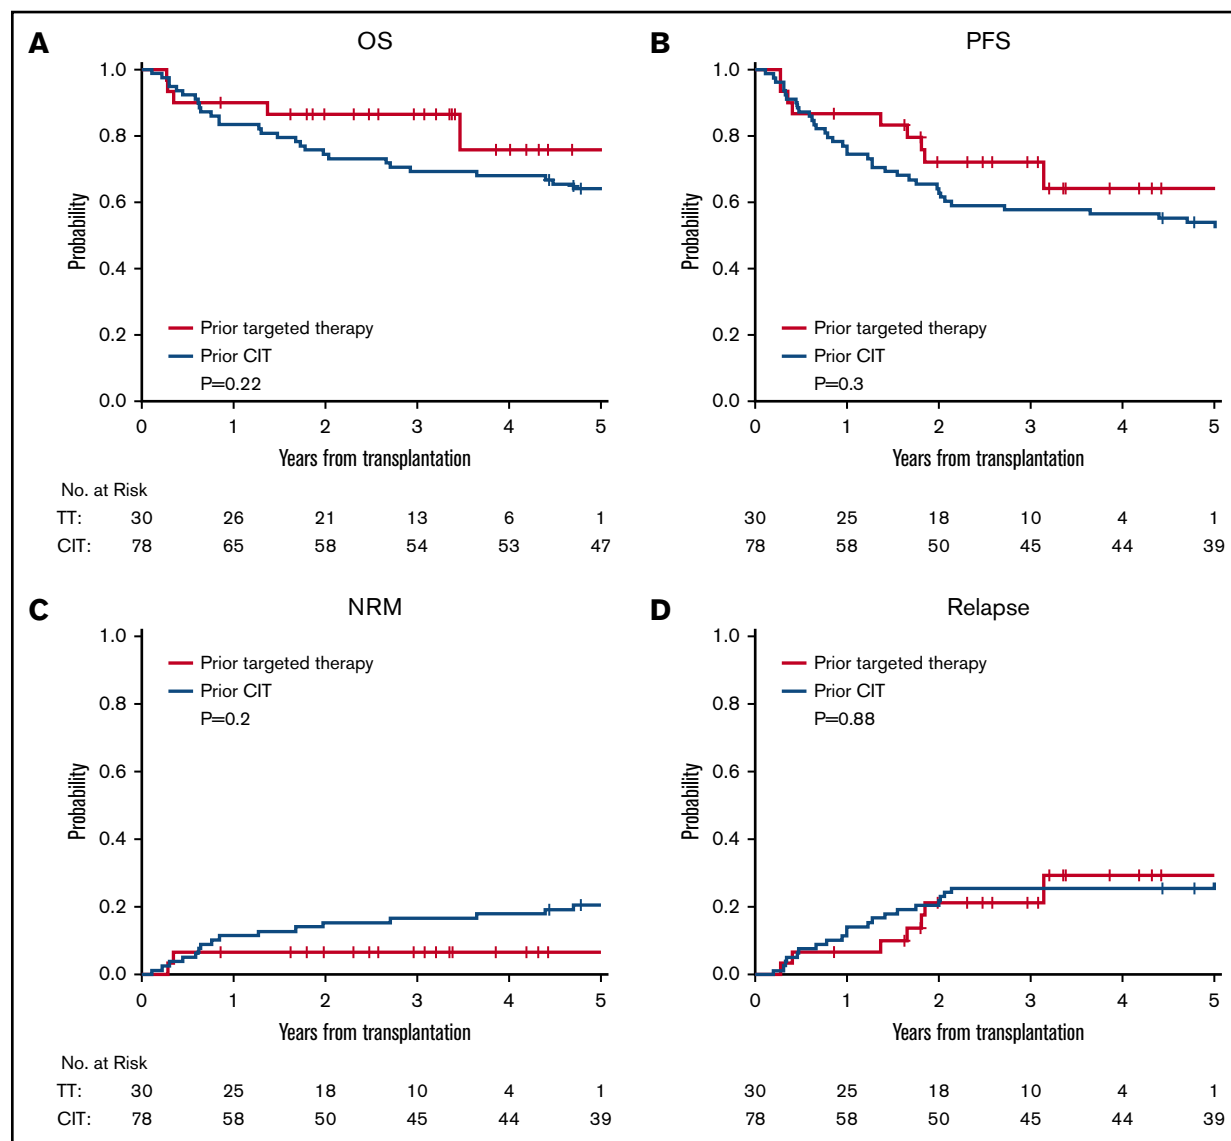 A
OS
1.0
0.8
0.6
0.4
0.2
0.0
Probability
Prior targeted therapy
Prior CIT
P=0.22
0 1 2 3 4 5
Years from transplantation
No. at Risk
TT: 30 26 21 13 6 1
CIT: 78 65 58 54 53 47
B
PFS
1.0
0.8
0.6
0.4
0.2
0.0
Probability
Prior targeted therapy
Prior CIT
P=0.3
0 1 2 3 4 5
Years from transplantation
30 25 18 10 4 1
78 58 50 45 44 39
C
NRM
1.0
0.8
0.6
0.4
0.2
0.0
Probability
Prior targeted therapy
Prior CIT
P=0.2
0 1 2 3 4 5
Years from transplantation
No. at Risk
TT: 30 25 18 10 4 1
CIT: 78 58 50 45 44 39
D
Relapse
1.0
0.8
0.6
0.4
0.2
0.0
Probability
Prior targeted therapy
Prior CIT
P=0.88
0 1 2 3 4 5
Years from transplantation
30 25 18 10 4 1
78 58 50 45 44 39